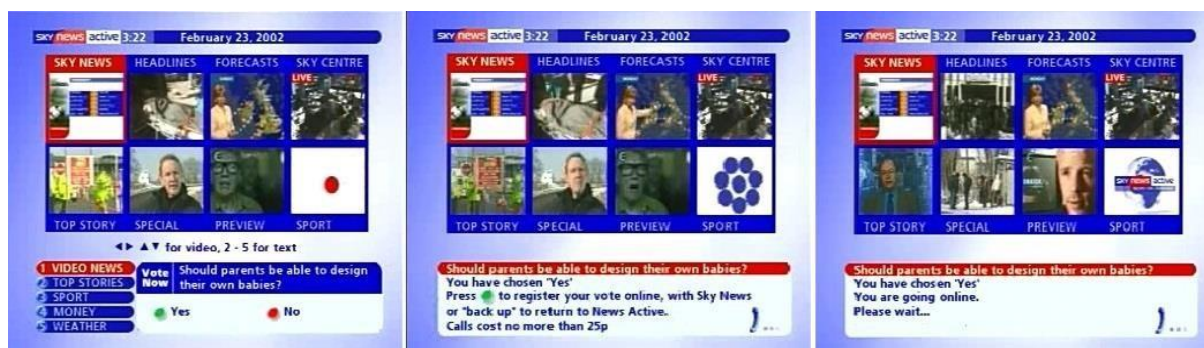 sky news active 3:22 February 23, 2002
SKY NEWS HEADLINES FORECASTS SKY CENTRE
LIVE
TOP STORY SPECIAL PREVIEW SPORT
◄► ▲▼ for video, 2 - 5 for text
1 VIDEO NEWS
2 TOP STORIES
3 SPORT
4 MONEY
5 WEATHER
Vote Now
Should parents be able to design
their own babies?
Yes No
sky news active 3:22 February 23, 2002
SKY NEWS HEADLINES FORECASTS SKY CENTRE
LIVE
TOP STORY SPECIAL PREVIEW SPORT
Should parents be able to design their own babies?
You have chosen 'Yes'
Press to register your vote online, with Sky News
or "back up" to return to News Active.
Calls cost no more than 25p
sky news active 3:22 February 23, 2002
SKY NEWS HEADLINES FORECASTS SKY CENTRE
LIVE
sky news active
TOP STORY SPECIAL PREVIEW SPORT
Should parents be able to design their own babies?
You have chosen 'Yes'
You are going online.
Please wait...